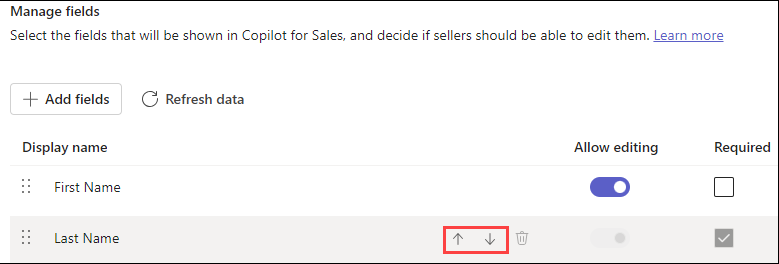 Manage fields
Select the fields that will be shown in Copilot for Sales, and decide if sellers should be able to edit them. Learn more
Add fields Refresh data
Display name Allow editing Required
First Name
Last Name